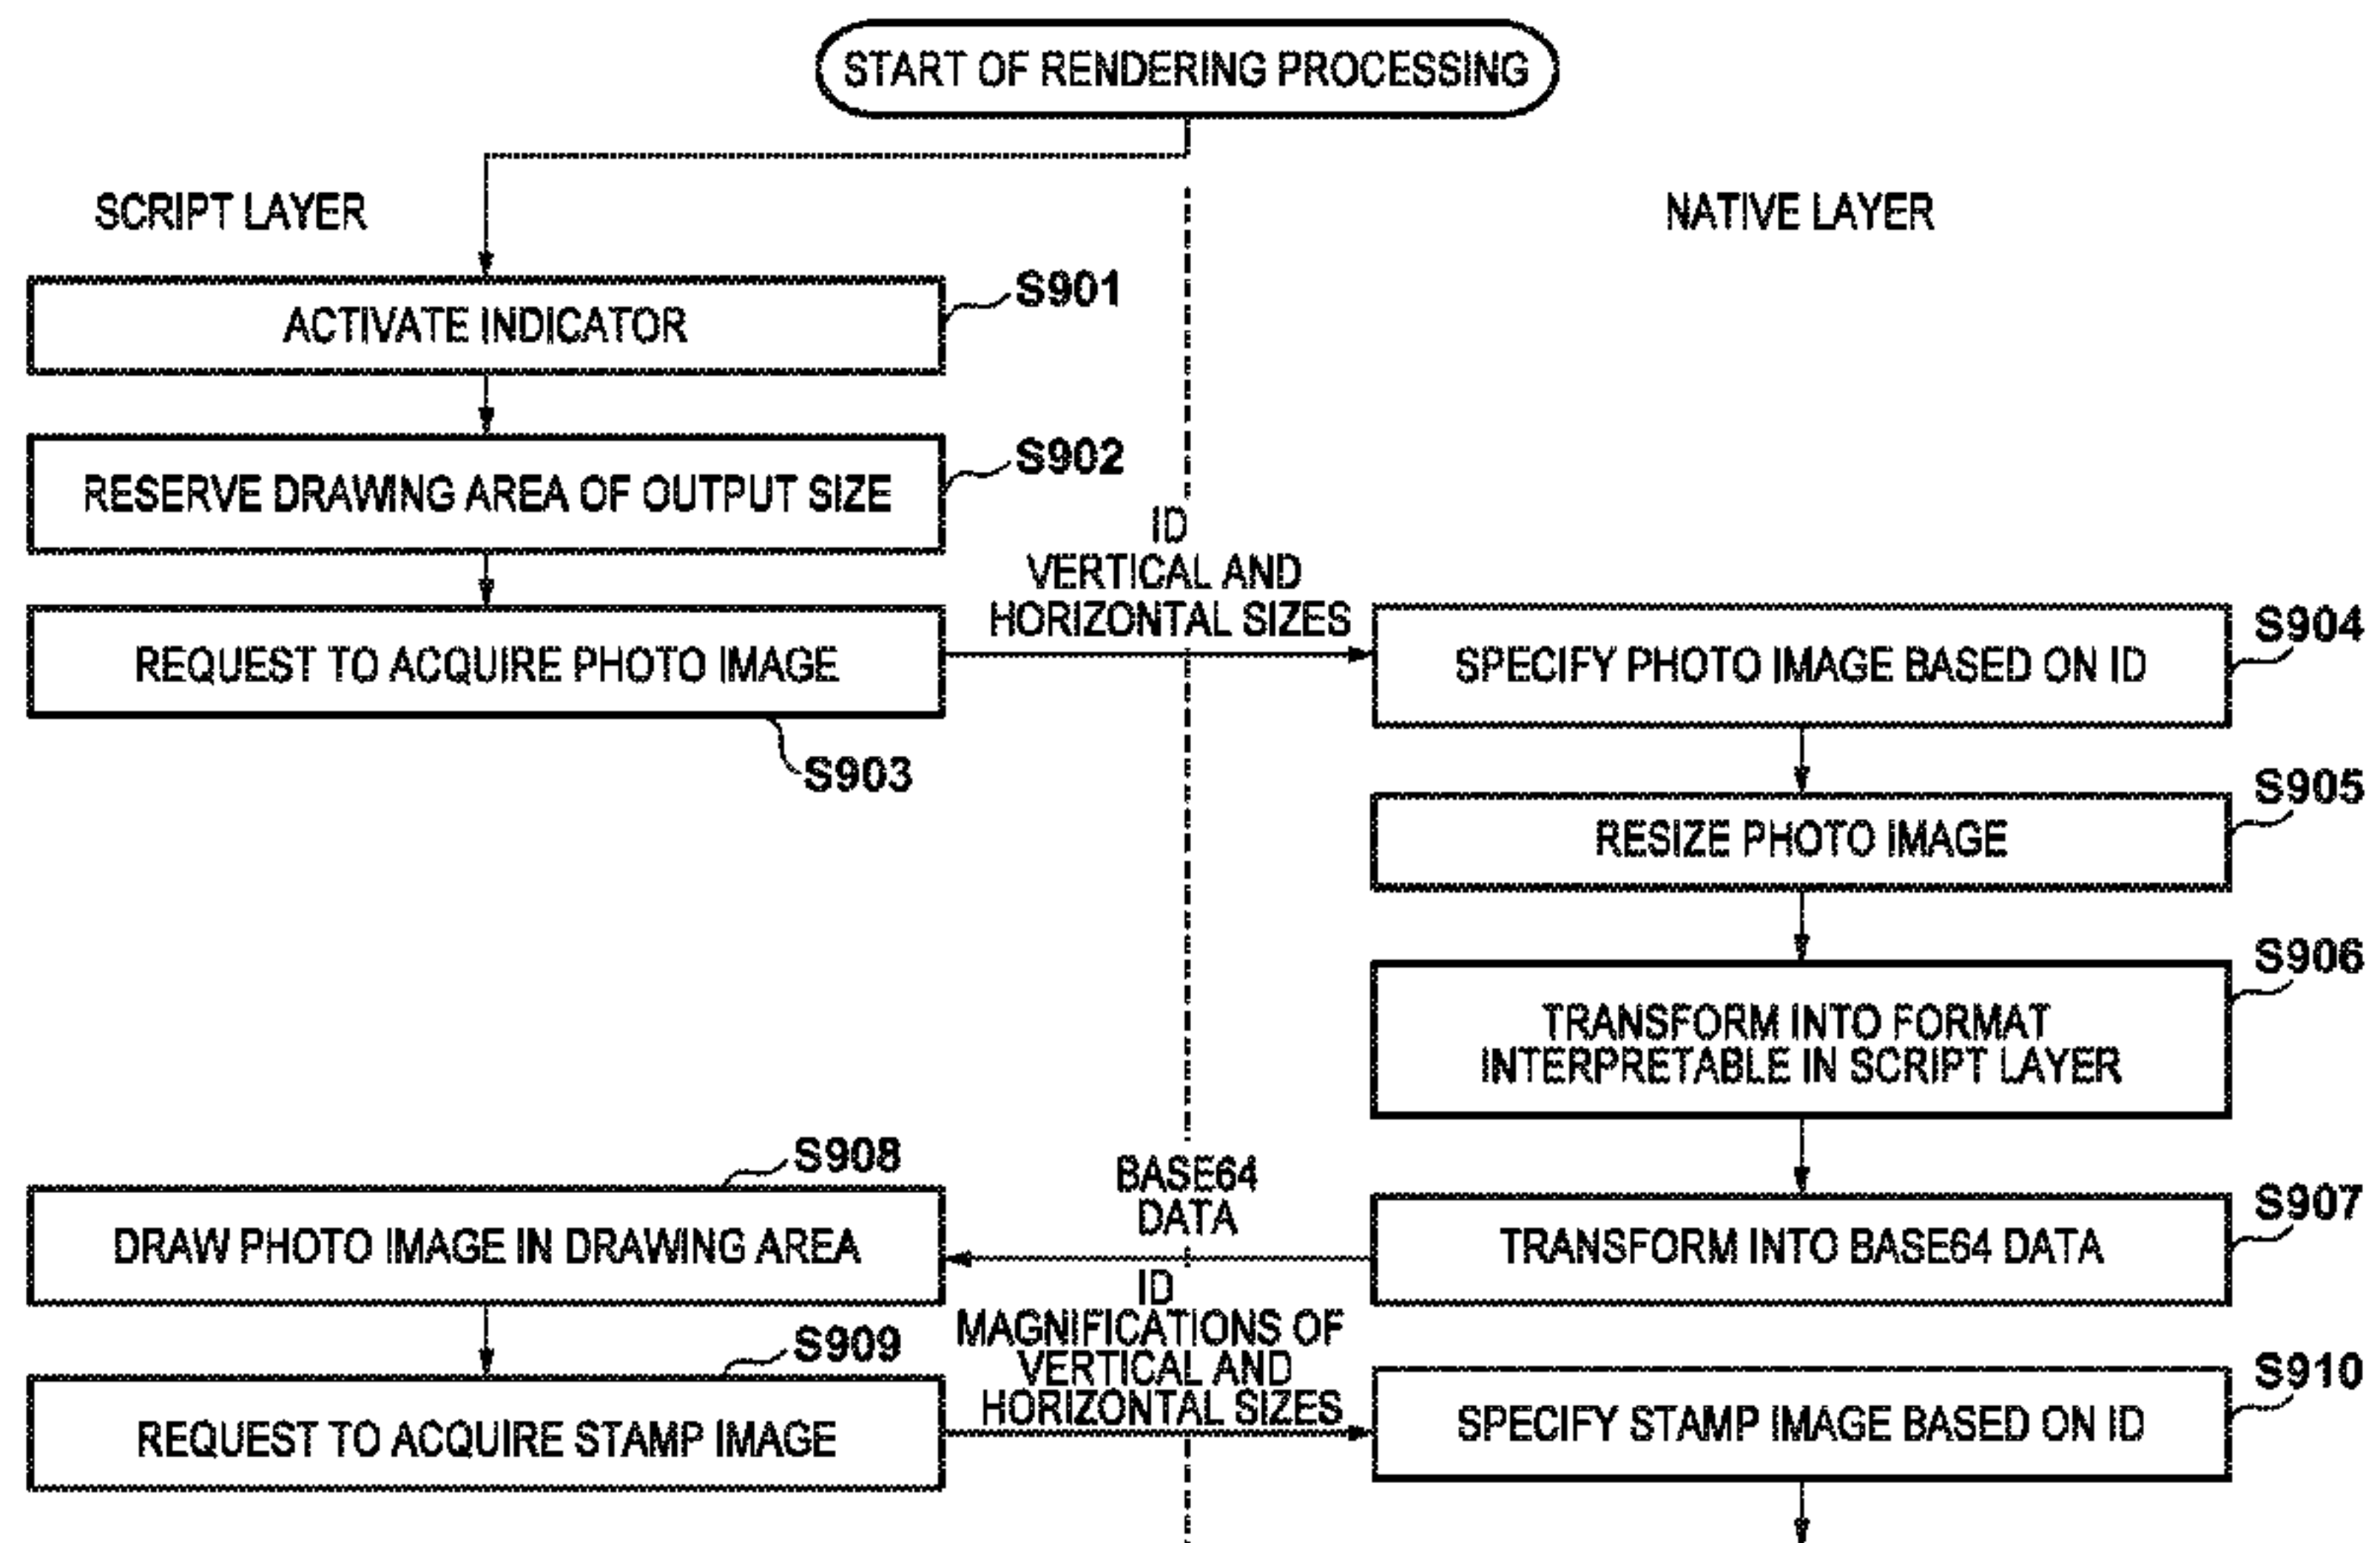 START OF RENDERING PROCESSING
SCRIPT LAYER
NATIVE LAYER
S901
ACTIVATE INDICATOR
S902
RESERVE DRAWING AREA OF OUTPUT SIZE
ID
VERTICAL AND
HORIZONTAL SIZES
REQUEST TO ACQUIRE PHOTO IMAGE
S903
S904
SPECIFY PHOTO IMAGE BASED ON ID
S905
RESIZE PHOTO IMAGE
S906
TRANSFORM INTO FORMAT
INTERPRETABLE IN SCRIPT LAYER
S907
TRANSFORM INTO BASE64 DATA
BASE64
DATA
S908
DRAW PHOTO IMAGE IN DRAWING AREA
S909
REQUEST TO ACQUIRE STAMP IMAGE
ID
MAGNIFICATIONS OF
VERTICAL AND
HORIZONTAL SIZES
S910
SPECIFY STAMP IMAGE BASED ON ID